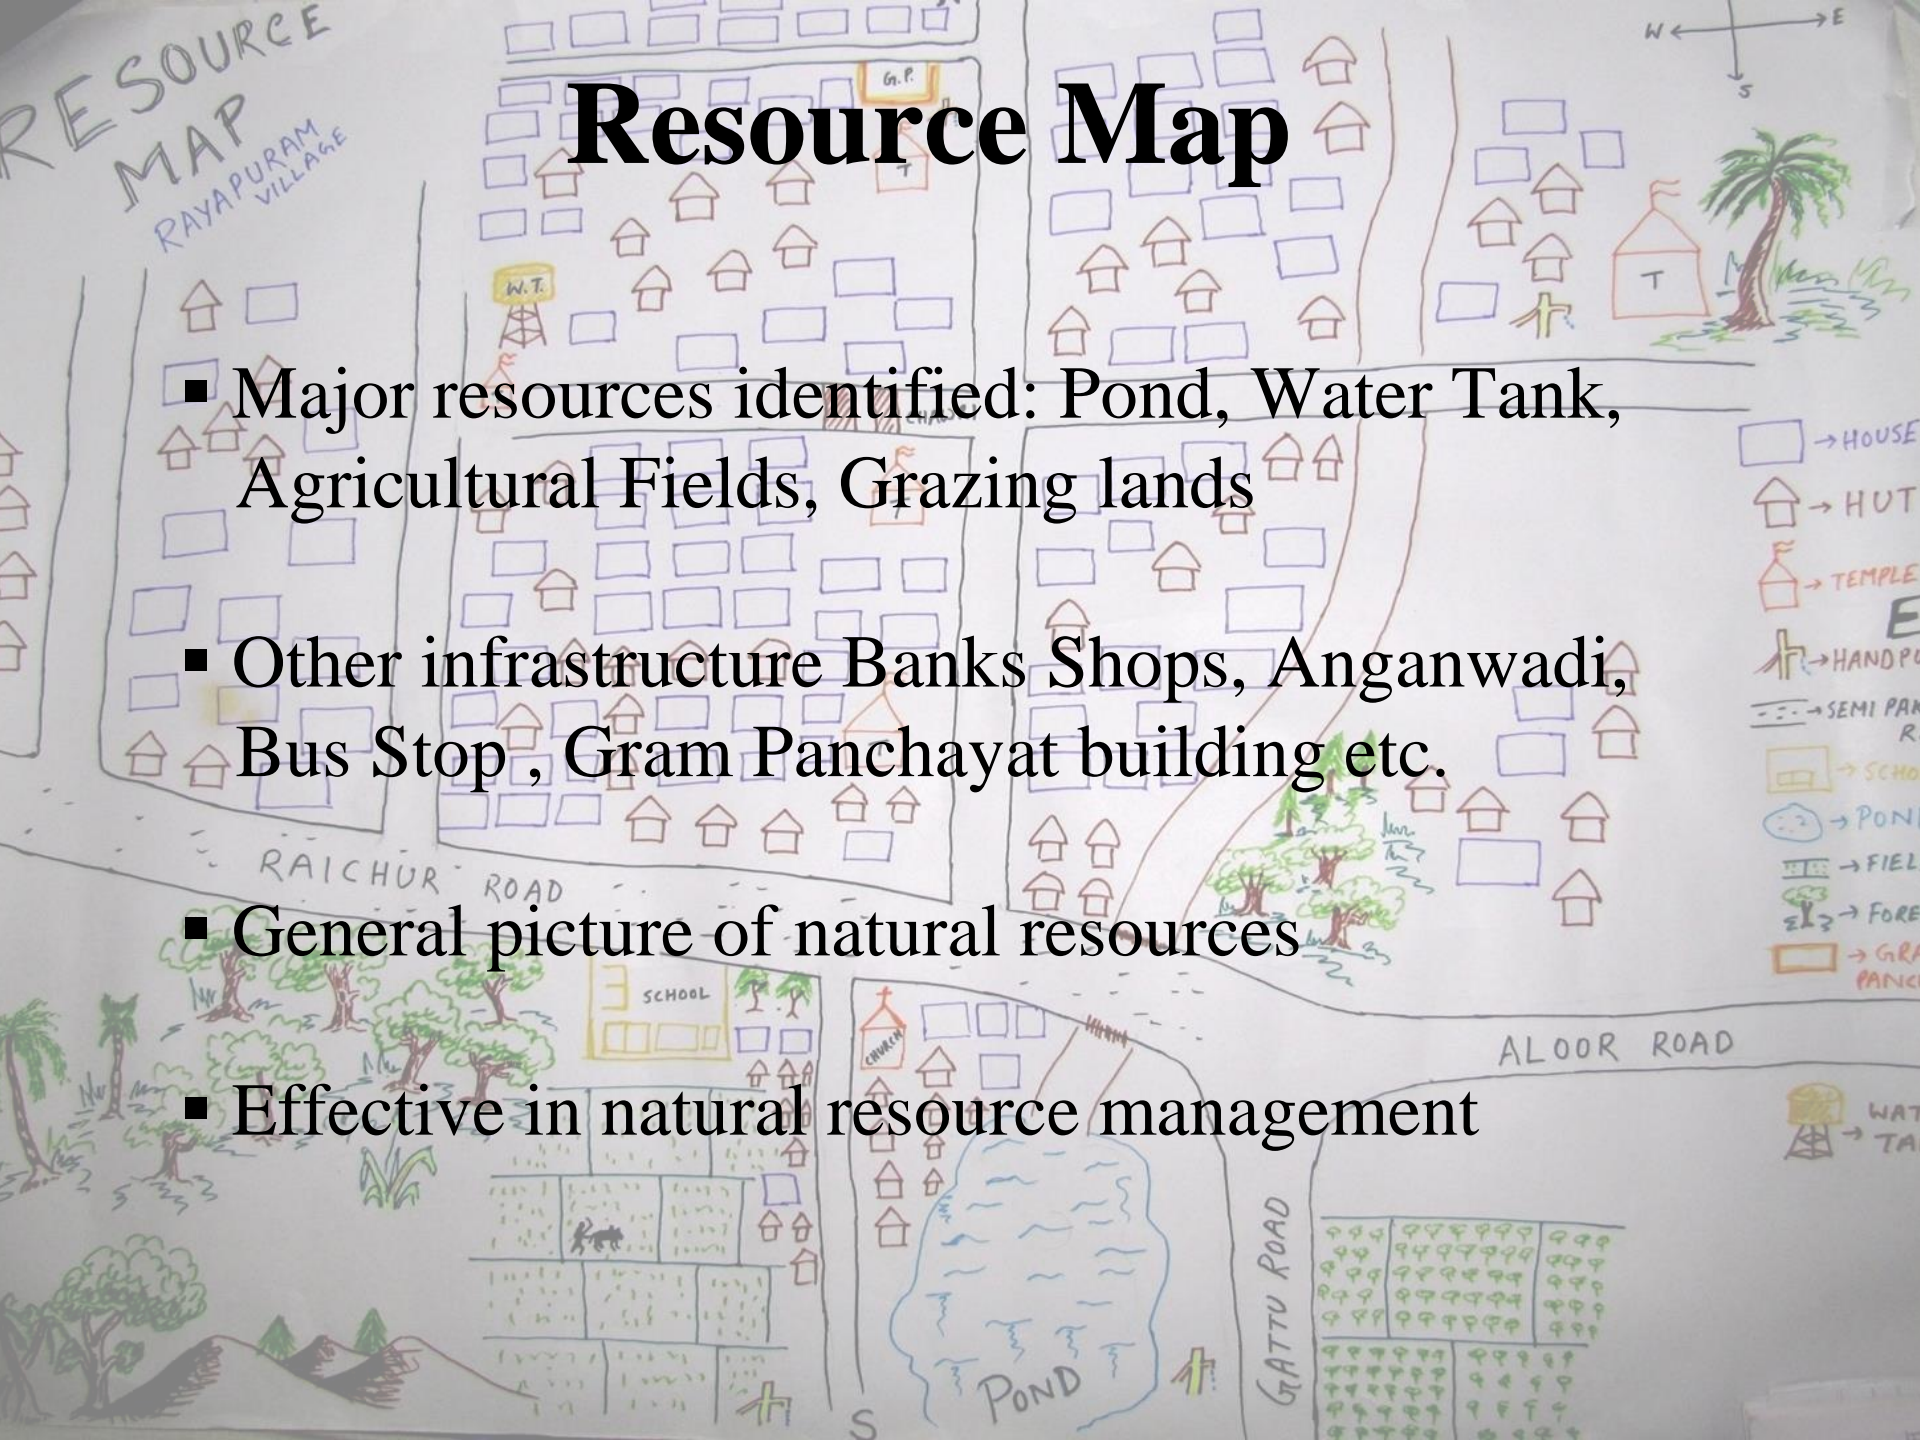 RESOURCE
MAP
RAYAPURAM
VILLAGE
W E
S
G.P.
Resource Map
T
W.T.
T
▪ Major resources identified: Pond, Water Tank,
Agricultural Fields, Grazing lands
→HOUSE
→ HUT
→ TEMPLE
E
▪ Other infrastructure Banks Shops, Anganwadi,
Bus Stop , Gram Panchayat building etc.
RAICHUR ROAD
▪ General picture of natural resources
SCHOOL
CHURCH
ALOOR ROAD
▪ Effective in natural resource management
GATTU ROAD
POND
S